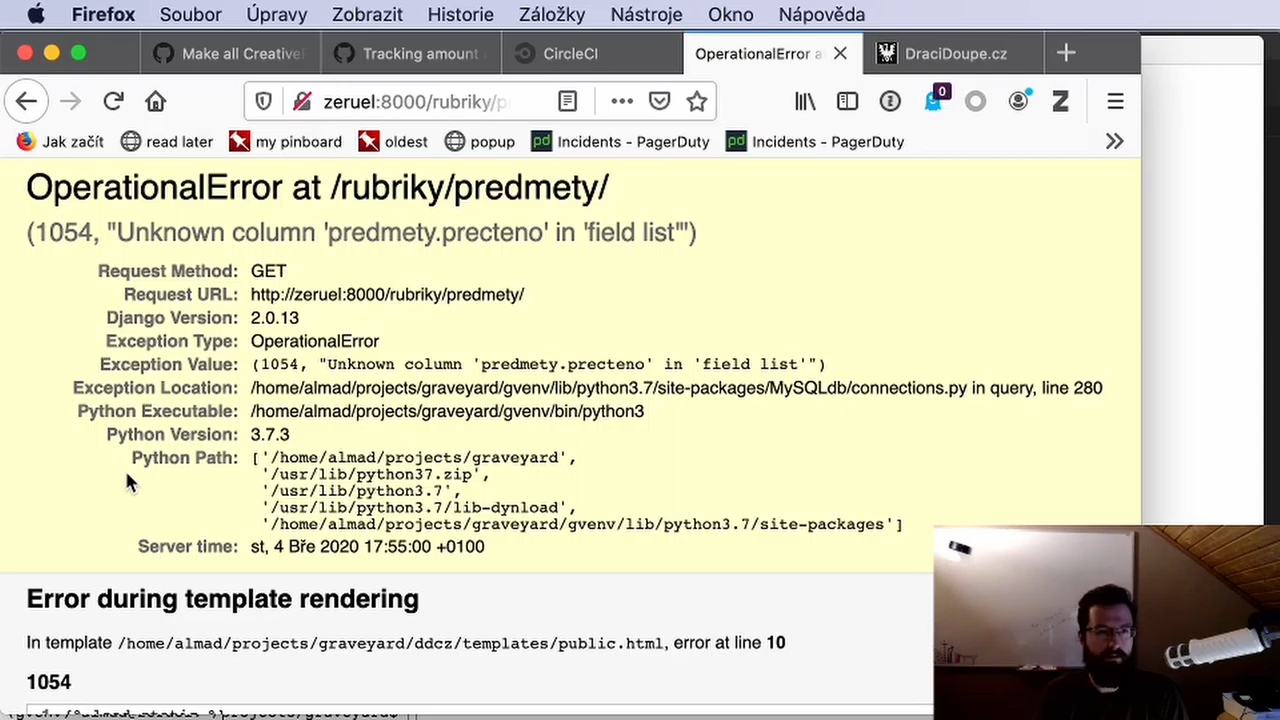 Firefox Soubor Úpravy Zobrazit Historie Záložky Nástroje Okno Nápověda
Make all Creative Tracking amount CircleCI OperationalError a DraciDoupe.cz
zeruel:8000/rubriky/p 0
Jak začít read later my pinboard oldest popup pd Incidents - PagerDuty pd Incidents - PagerDuty
OperationalError at /rubriky/predmety/
(1054, "Unknown column 'predmety.precteno' in 'field list'")
Request Method: GET
Request URL: http://zeruel:8000/rubriky/predmety/
Django Version: 2.0.13
Exception Type: OperationalError
Exception Value: (1054, "Unknown column 'predmety.precteno' in 'field list'")
Exception Location: /home/almad/projects/graveyard/gvenv/lib/python3.7/site-packages/MySQLdb/connections.py in query, line 280
Python Executable: /home/almad/projects/graveyard/gvenv/bin/python3
Python Version: 3.7.3
Python Path: ['/home/almad/projects/graveyard',
'/usr/lib/python37.zip',
'/usr/lib/python3.7',
'/usr/lib/python3.7/lib-dynload',
'/home/almad/projects/graveyard/gvenv/lib/python3.7/site-packages']
Server time: st, 4 Bře 2020 17:55:00 +0100
Error during template rendering
In template /home/almad/projects/graveyard/ddcz/templates/public.html, error at line 10
1054